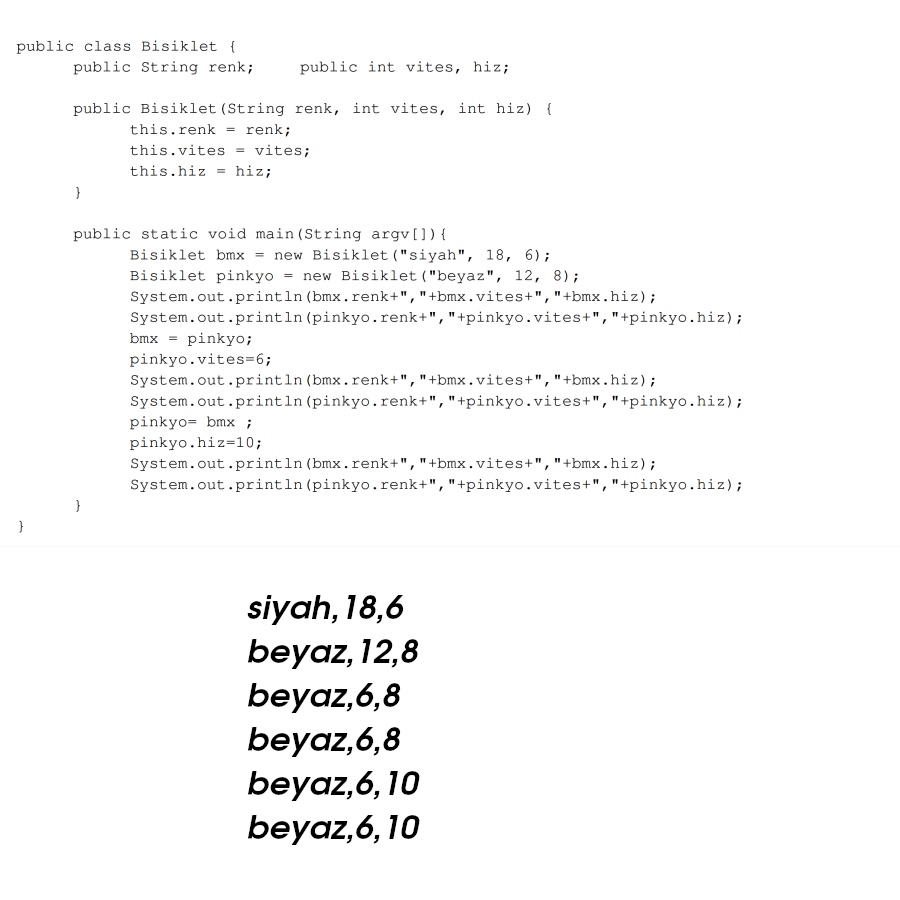 public class Bisiklet {
public String renk;     public int vites, hiz;
public Bisiklet(String renk, int vites, int hiz) {
this.renk = renk;
this.vites = vites;
this.hiz = hiz;
}
public static void main(String argv[]){
Bisiklet bmx = new Bisiklet("siyah", 18, 6);
Bisiklet pinkyo = new Bisiklet("beyaz", 12, 8);
System.out.println(bmx.renk+","+bmx.vites+","+bmx.hiz);
System.out.println(pinkyo.renk+","+pinkyo.vites+","+pinkyo.hiz);
bmx = pinkyo;
pinkyo.vites=6;
System.out.println(bmx.renk+","+bmx.vites+","+bmx.hiz);
System.out.println(pinkyo.renk+","+pinkyo.vites+","+pinkyo.hiz);
pinkyo= bmx ;
pinkyo.hiz=10;
System.out.println(bmx.renk+","+bmx.vites+","+bmx.hiz);
System.out.println(pinkyo.renk+","+pinkyo.vites+","+pinkyo.hiz);
}
}
siyah,18,6
beyaz,12,8
beyaz,6,8
beyaz,6,8
beyaz,6,10
beyaz,6,10